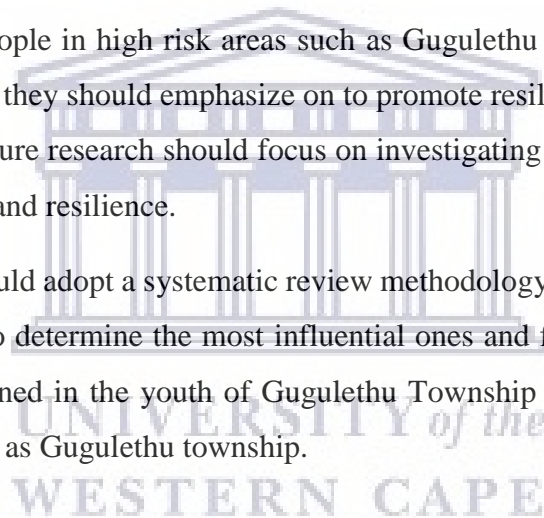 ople in high risk areas such as Gugulethu
they should emphasize on to promote resil
ure research should focus on investigating
and resilience.
uld adopt a systematic review methodology
o determine the most influential ones and f
ned in the youth of Gugulethu Township
UNIVERSITY of the
as Gugulethu township.
WESTERN CAPE